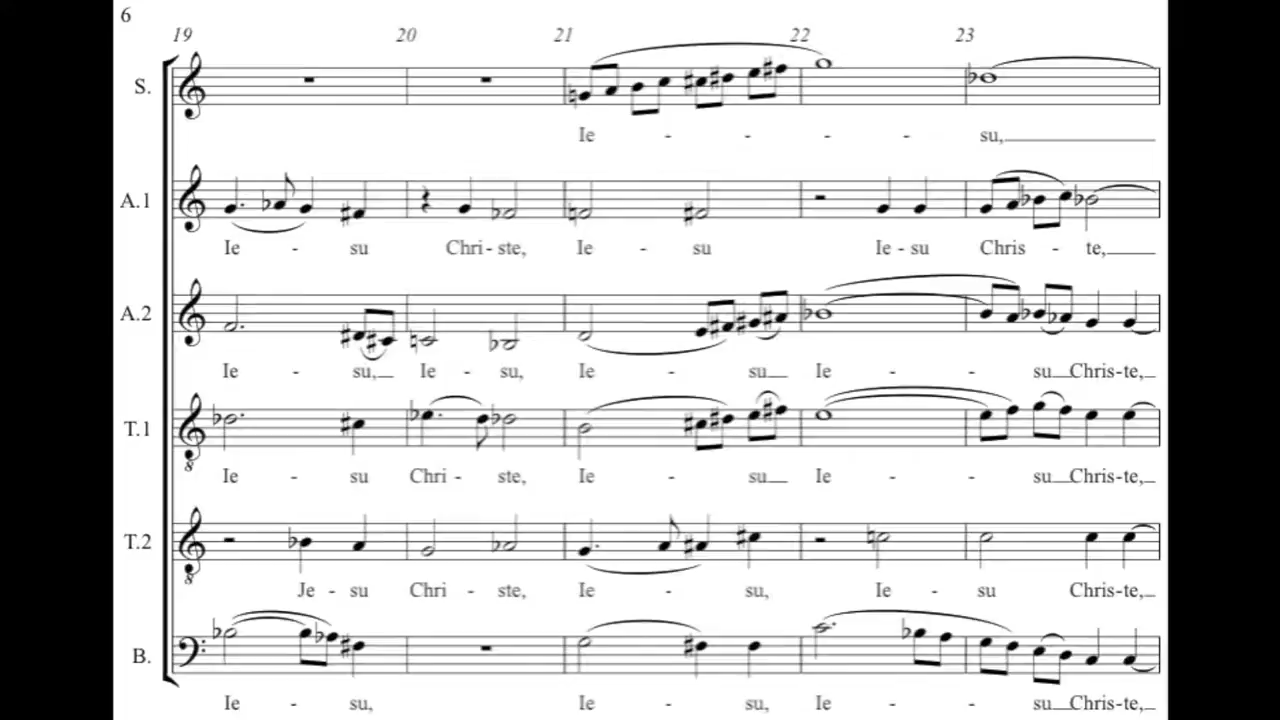 6
19 20 21 22 23
S.
Ie - - - - su,
A.1
Ie - su Chri - ste, Ie - su Ie - su Chris - te,
A.2
Ie - su, Ie - su, Ie - su Ie - - su Chris-te,
T.1
Ie - su Chri - ste, Ie - su Ie - - su Chris-te,
8
T.2
Je - su Chri - ste, Ie - su, Ie - su Chris-te,
8
B.
Ie - su, Ie - su, Ie - - su Chris-te,